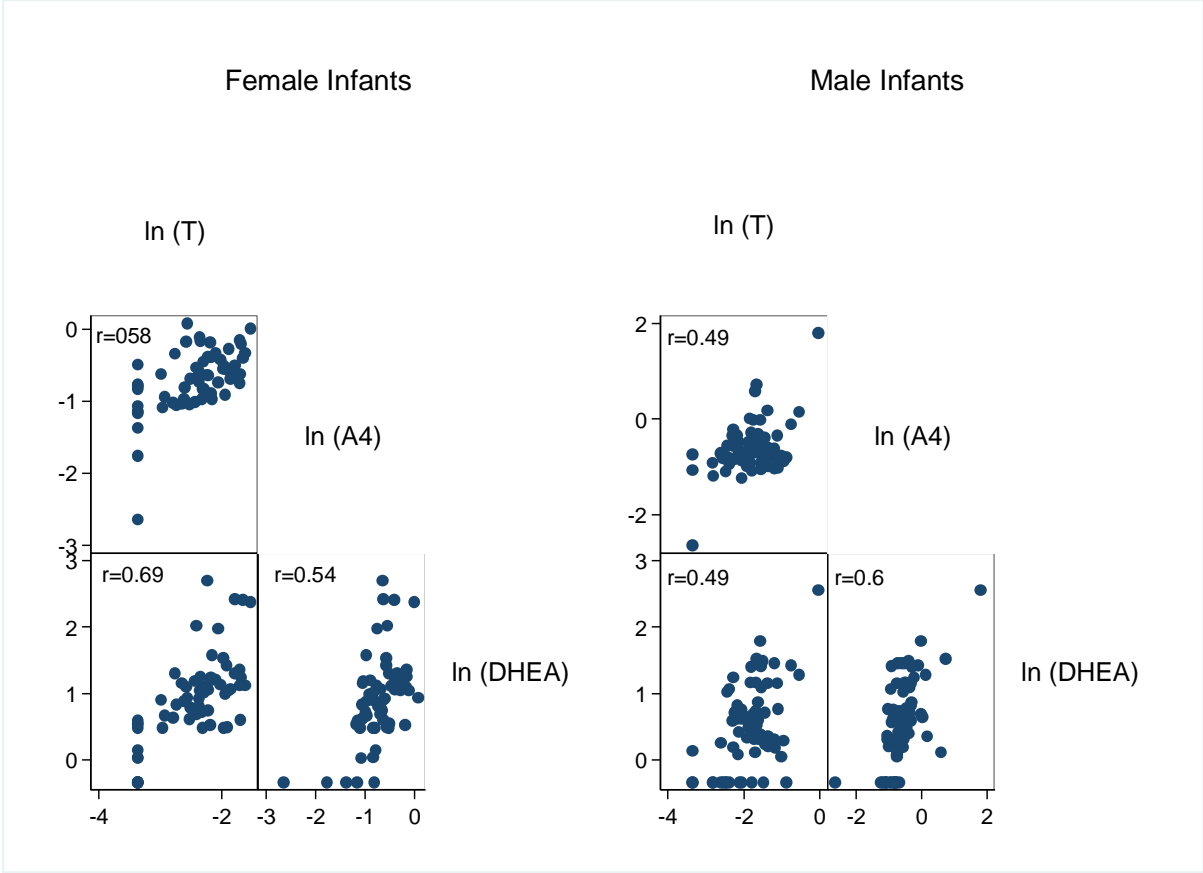 Female Infants
Male Infants
ln (T)
ln (T)
0
-1
-2
-3
r=058
2
0
-2
r=0.49
ln (A4)
ln (A4)
3
2
1
0
r=0.69
r=0.54
3
2
1
0
r=0.49
r=0.6
ln (DHEA)
ln (DHEA)
-4 -2 -3 -2 -1 0
-4 -2 0 -2 0 2